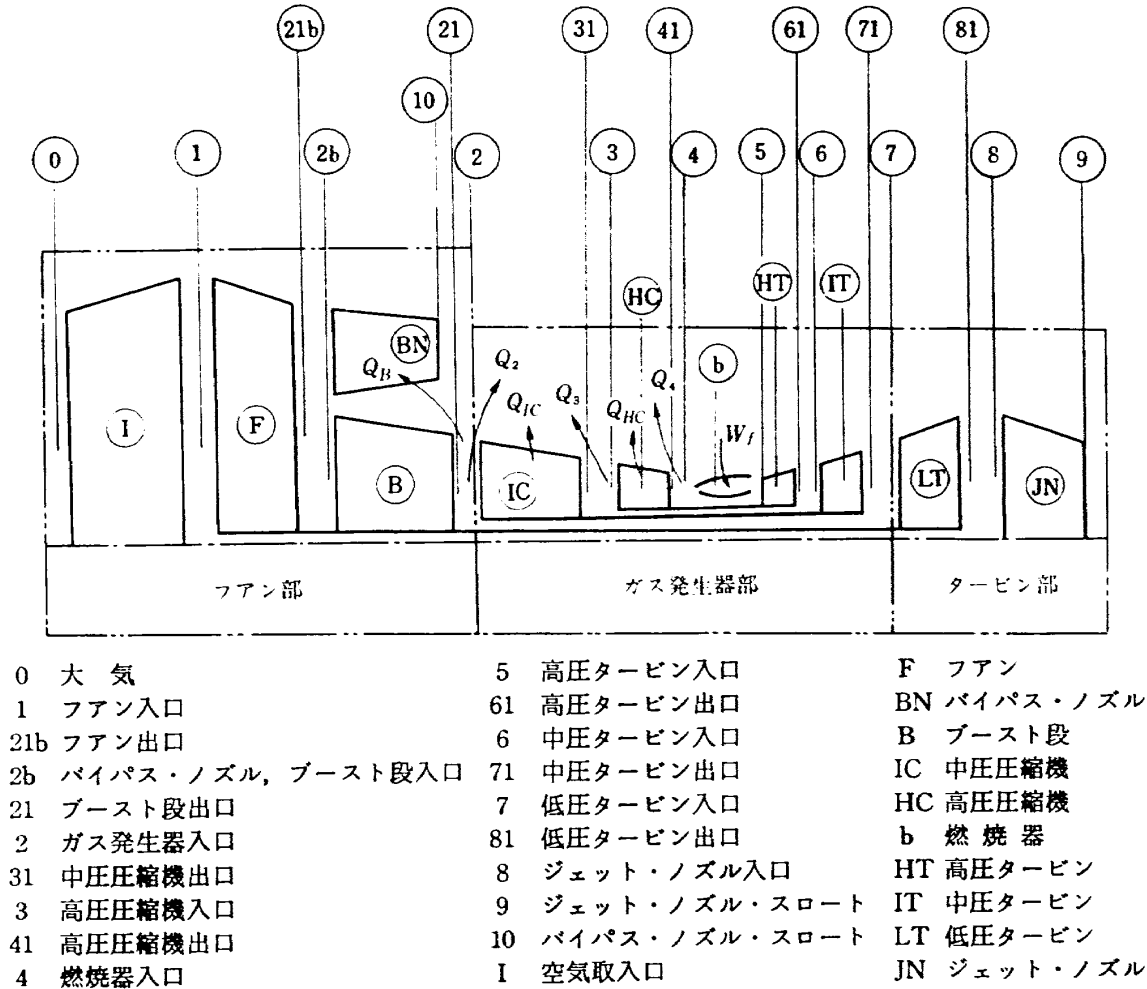 21b 21 31 41 61 71 81
10
0 1 2b 2 3 4 5 6 7 8 9
HC HT IT
BN
Q_B Q_2 Q_3 Q_4 b
Q_IC Q_HC W_f
I F B IC LT JN
フアン部 ガス発生器部 タービン部
0 大気
1 フアン入口
21b フアン出口
2b バイパス・ノズル，ブースト段入口
21 ブースト段出口
2 ガス発生器入口
31 中圧圧縮機出口
3 高圧圧縮機入口
41 高圧圧縮機出口
4 燃焼器入口
5 高圧タービン入口
61 高圧タービン出口
6 中圧タービン入口
71 中圧タービン出口
7 低圧タービン入口
81 低圧タービン出口
8 ジェット・ノズル入口
9 ジェット・ノズル・スロート
10 バイパス・ノズル・スロート
I 空気取入口
F フアン
BN バイパス・ノズル
B ブースト段
IC 中圧圧縮機
HC 高圧圧縮機
b 燃焼器
HT 高圧タービン
IT 中圧タービン
LT 低圧タービン
JN ジェット・ノズル